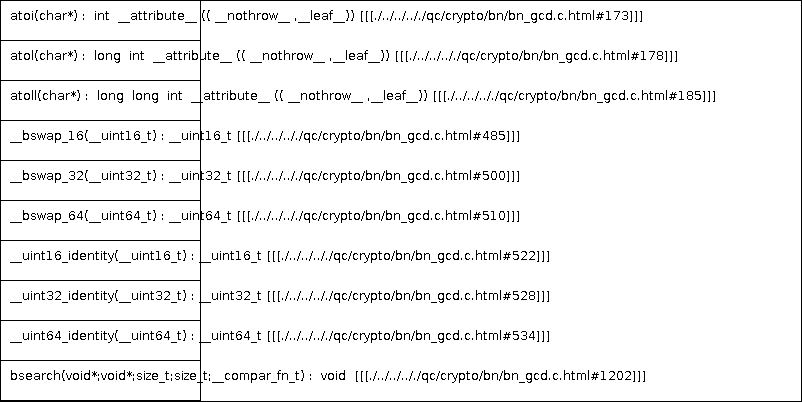 atoi(char*) : int __attribute__ (( __nothrow__ ,__leaf__)) [[[./../../../qc/crypto/bn/bn_gcd.c.html#173]]]
atol(char*) : long int __attribute__ (( __nothrow__ ,__leaf__)) [[[./../../../qc/crypto/bn/bn_gcd.c.html#178]]]
atoll(char*) : long long int __attribute__ (( __nothrow__ ,__leaf__)) [[[./../../../qc/crypto/bn/bn_gcd.c.html#185]]]
__bswap_16(__uint16_t) : __uint16_t [[[./../../../qc/crypto/bn/bn_gcd.c.html#485]]]
__bswap_32(__uint32_t) : __uint32_t [[[./../../../qc/crypto/bn/bn_gcd.c.html#500]]]
__bswap_64(__uint64_t) : __uint64_t [[[./../../../qc/crypto/bn/bn_gcd.c.html#510]]]
__uint16_identity(__uint16_t) : __uint16_t [[[./../../../qc/crypto/bn/bn_gcd.c.html#522]]]
__uint32_identity(__uint32_t) : __uint32_t [[[./../../../qc/crypto/bn/bn_gcd.c.html#528]]]
__uint64_identity(__uint64_t) : __uint64_t [[[./../../../qc/crypto/bn/bn_gcd.c.html#534]]]
bsearch(void*;void*;size_t;size_t;__compar_fn_t) : void [[[./../../../qc/crypto/bn/bn_gcd.c.html#1202]]]